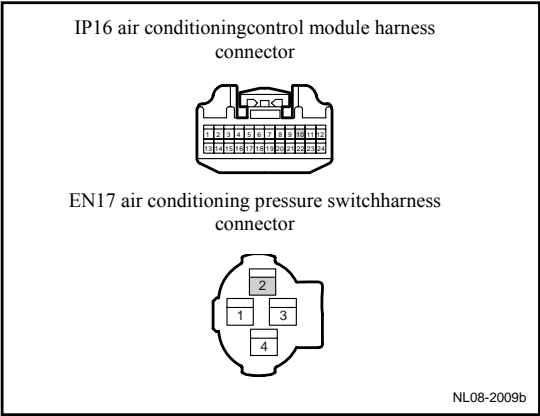 IP16 air conditioningcontrol module harness
connector
1 2 3 4 5 6 7 8 9 10 11 12
13 14 15 16 17 18 19 20 21 22 23 24
EN17 air conditioning pressure switchharness
connector
2
1 3
4
NL08-2009b